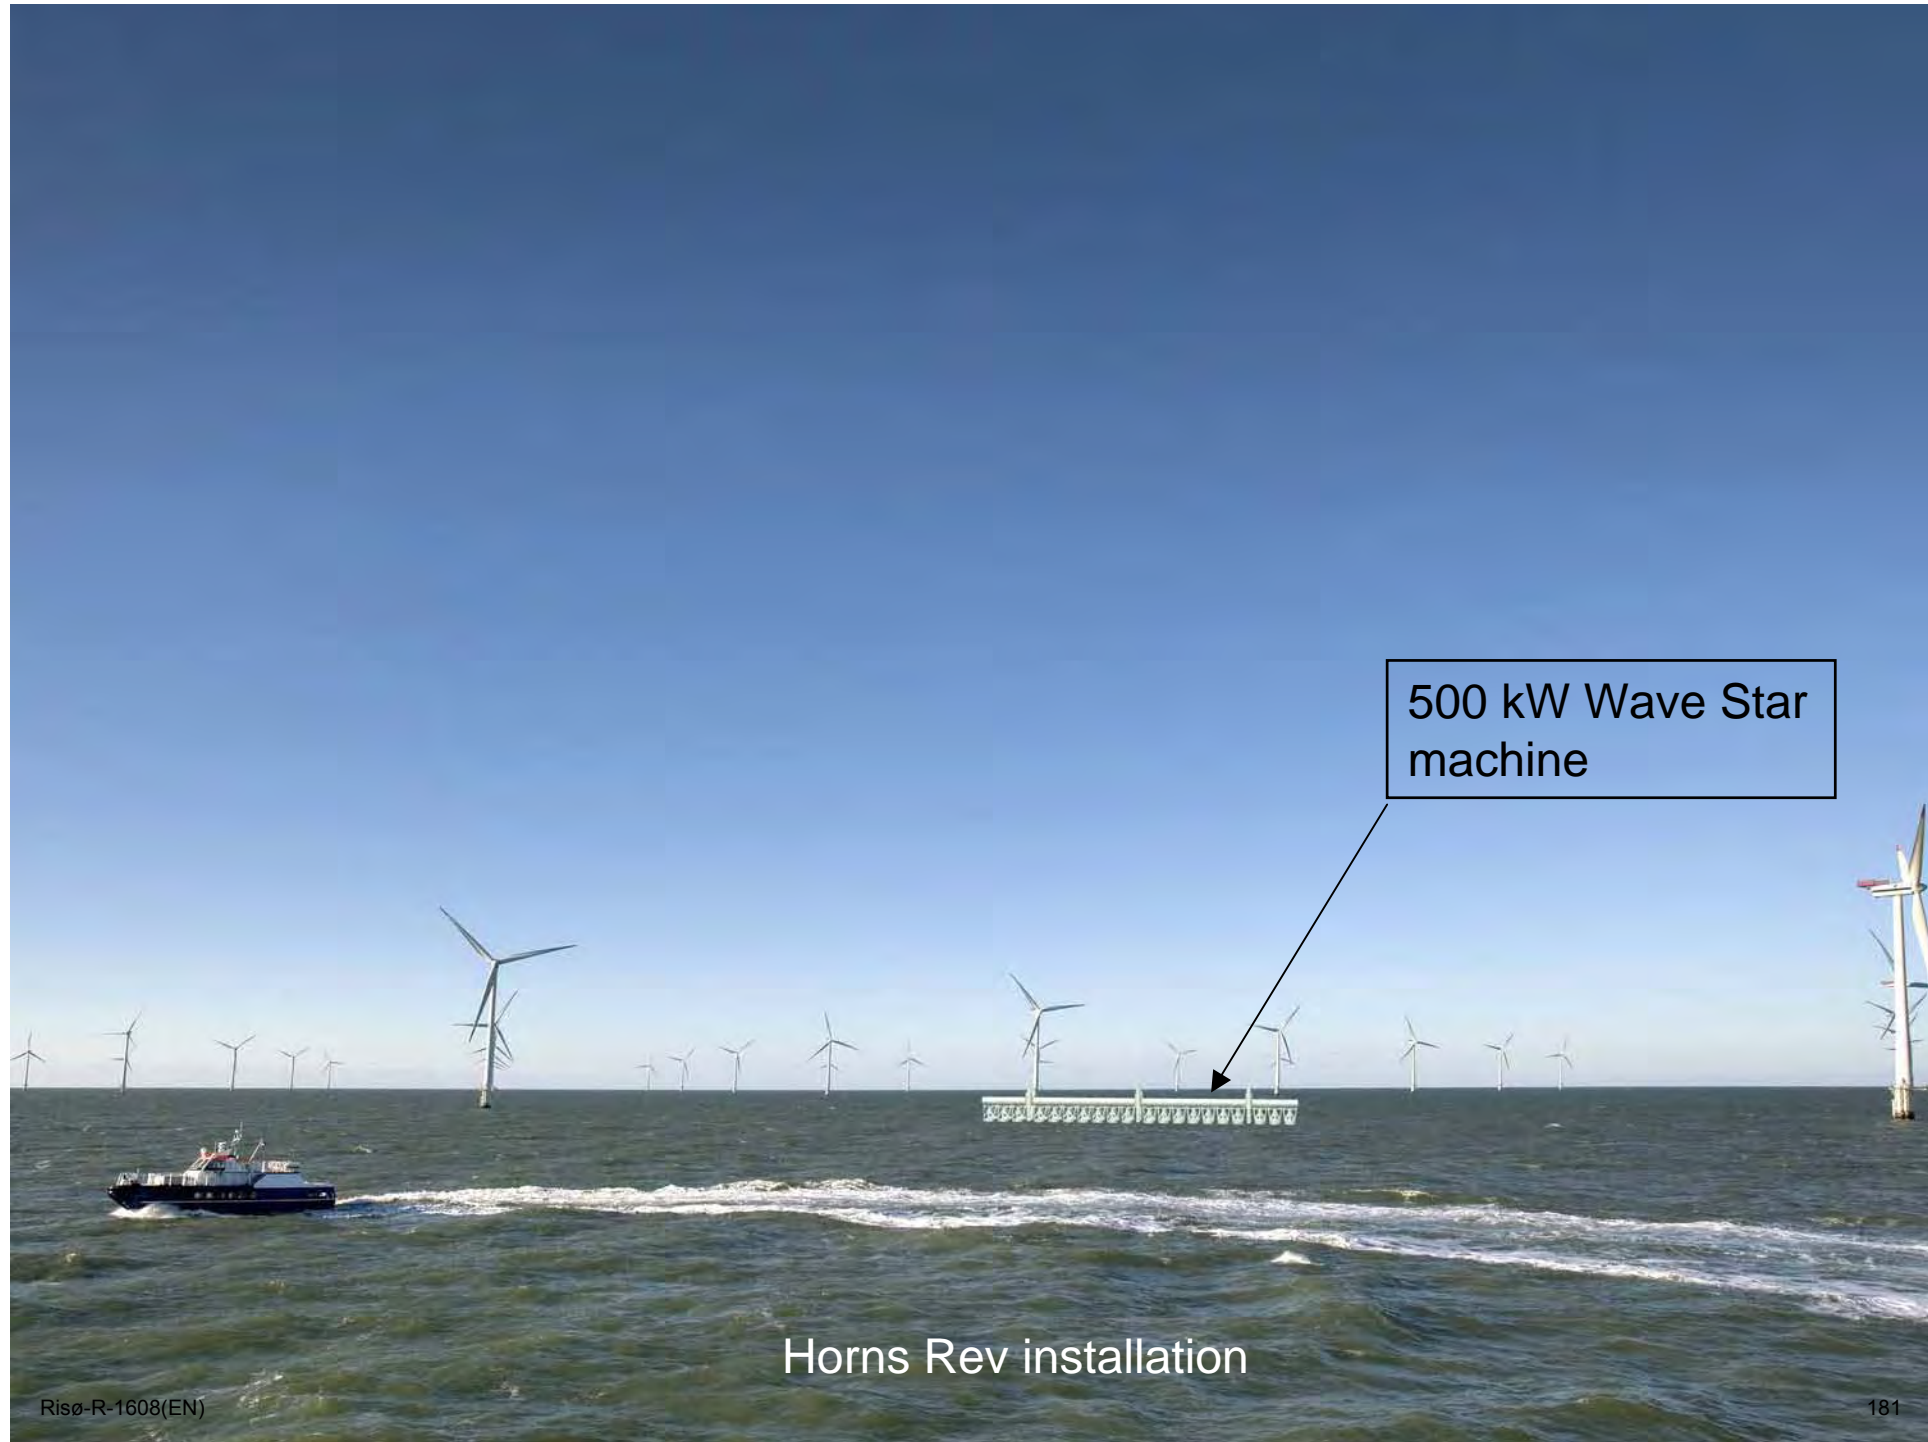 500 kW Wave Star
machine
Horns Rev installation
Risø-R-1608(EN)
181